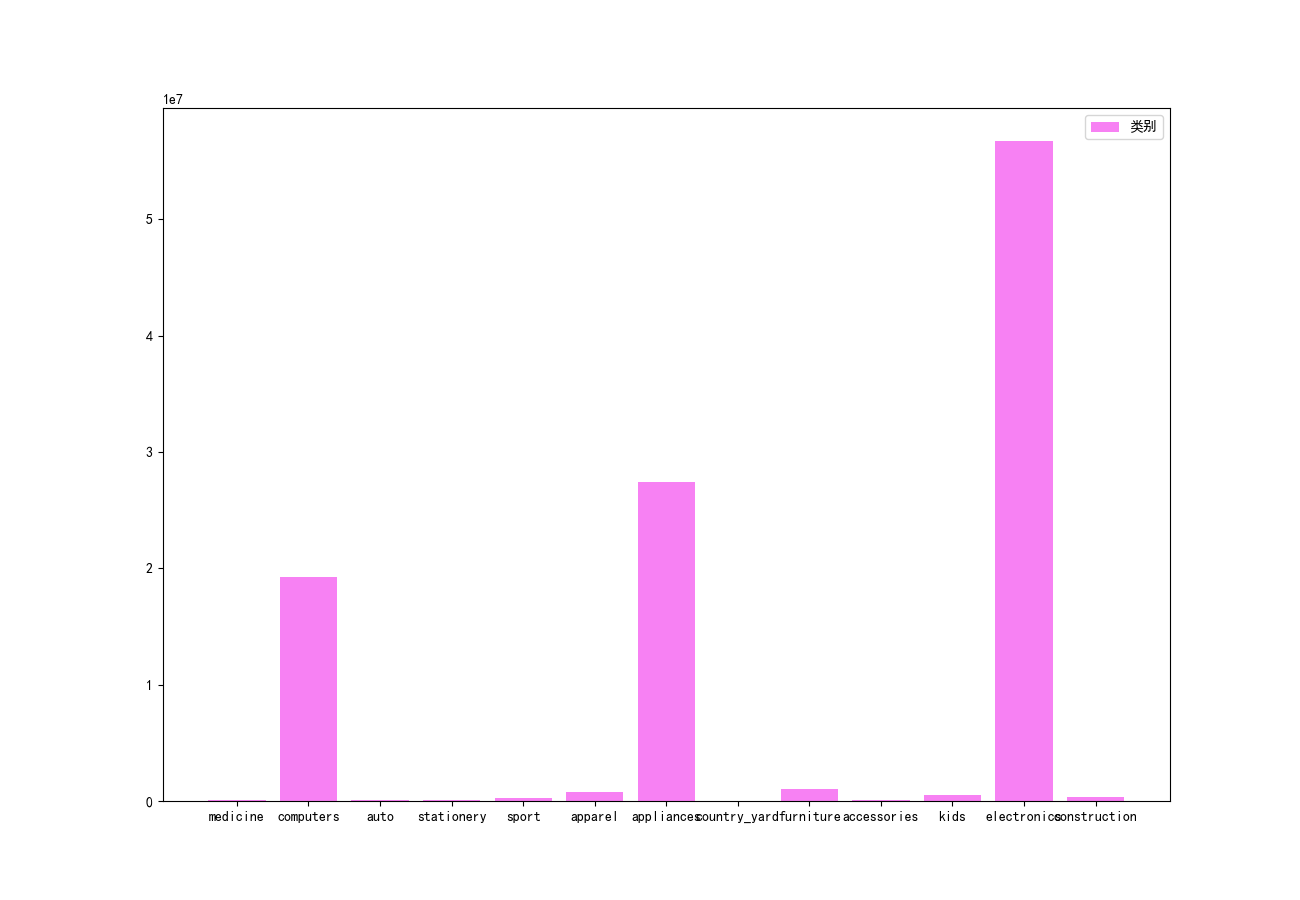 1e7
类别
5
4
3
2
1
0
medicine computers auto stationery sport apparel appliances country_yard furniture accessories kids electronics construction